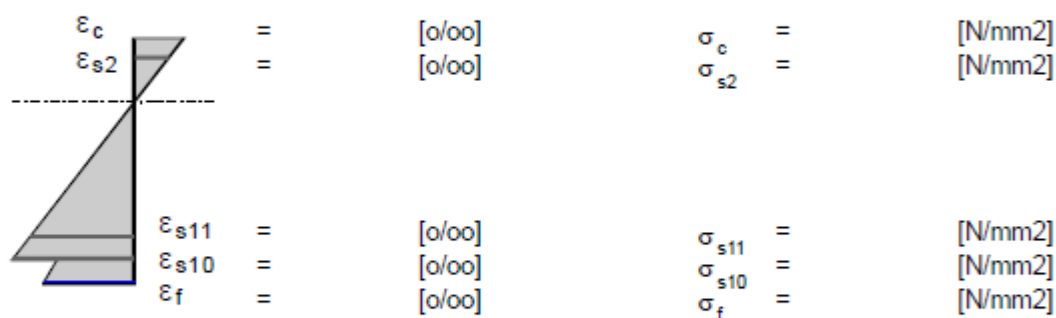 εc = [o/oo] σc = [N/mm2]
εs2 = [o/oo] σs2 = [N/mm2]
εs11 = [o/oo] σs11 = [N/mm2]
εs10 = [o/oo] σs10 = [N/mm2]
εf = [o/oo] σf = [N/mm2]